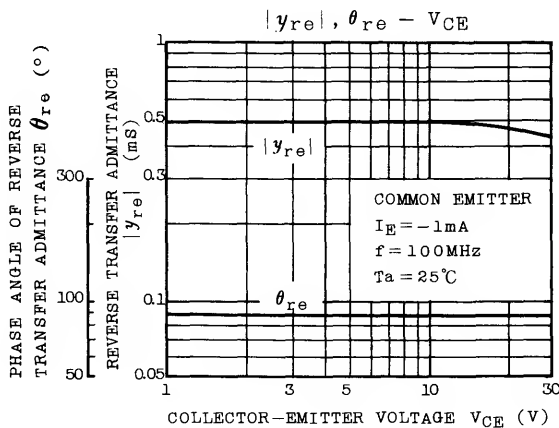 |yre|, θre – VCE
PHASE ANGLE OF REVERSE
TRANSFER ADMITTANCE θre (°)
300
100
50
REVERSE TRANSFER ADMITTANCE
|yre| (mS)
1
0.5
0.3
0.1
0.05
|yre|
θre
COMMON EMITTER
IE = -1mA
f = 100MHz
Ta = 25℃
1 3 5 10 30
COLLECTOR-EMITTER VOLTAGE VCE (V)